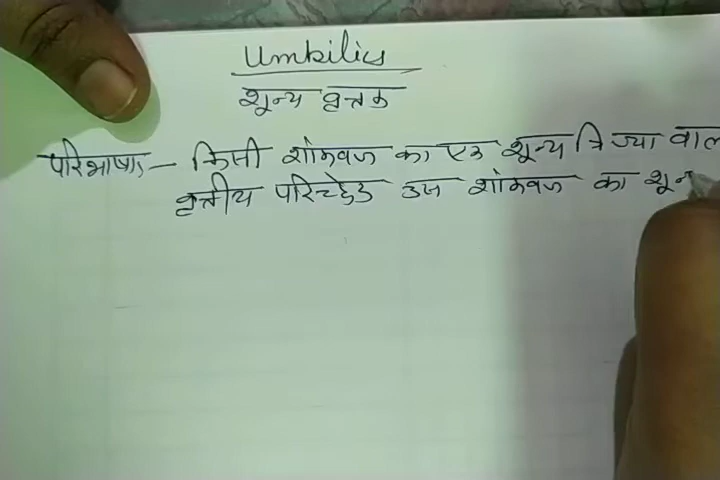 Umbilics
शून्य वृत्तक
परिभाषा, – किसी शांकवज का एक शून्य त्रिज्या वाल
वृत्तीय परिच्छेद उस शांकवज का शून